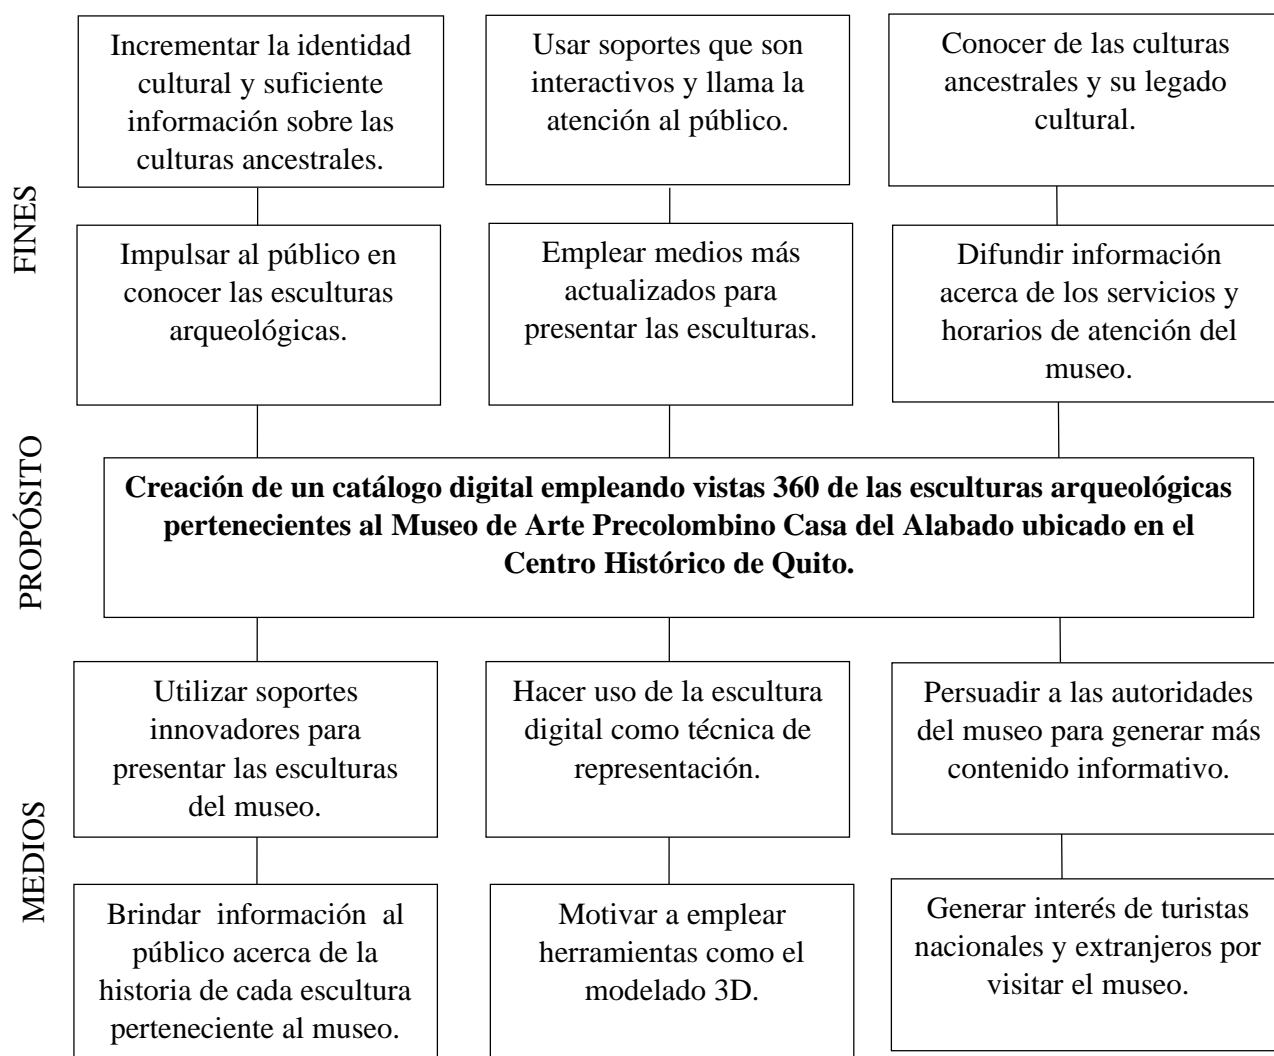 FINES
Incrementar la identidad
cultural y suficiente
información sobre las
culturas ancestrales.
Usar soportes que son
interactivos y llama la
atención al público.
Conocer de las culturas
ancestrales y su legado
cultural.
Impulsar al público en
conocer las esculturas
arqueológicas.
Emplear medios más
actualizados para
presentar las esculturas.
Difundir información
acerca de los servicios y
horarios de atención del
museo.
PROPÓSITO
Creación de un catálogo digital empleando vistas 360 de las esculturas arqueológicas
pertenecientes al Museo de Arte Precolombino Casa del Alabado ubicado en el
Centro Histórico de Quito.
MEDIOS
Utilizar soportes
innovadores para
presentar las esculturas
del museo.
Hacer uso de la escultura
digital como técnica de
representación.
Persuadir a las autoridades
del museo para generar más
contenido informativo.
Brindar información al
público acerca de la
historia de cada escultura
perteneciente al museo.
Motivar a emplear
herramientas como el
modelado 3D.
Generar interés de turistas
nacionales y extranjeros por
visitar el museo.